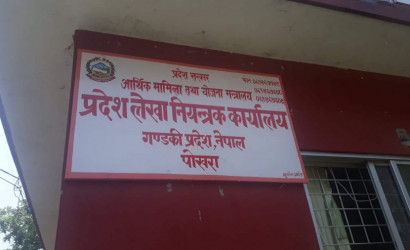 प्रदेश सरकार
आर्थिक मामिला तथा योजना मन्त्रालय
प्रदेश लेखा नियन्त्रक कार्यालय
गण्डकी प्रदेश, नेपाल
पोखरा